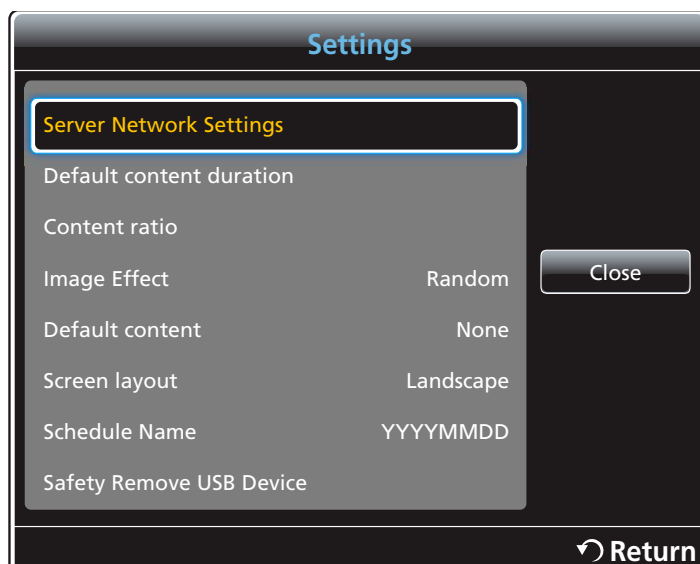 Settings
Server Network Settings
Default content duration
Content ratio
Image Effect Random
Close
Default content None
Screen layout Landscape
Schedule Name YYYYMMDD
Safety Remove USB Device
Return